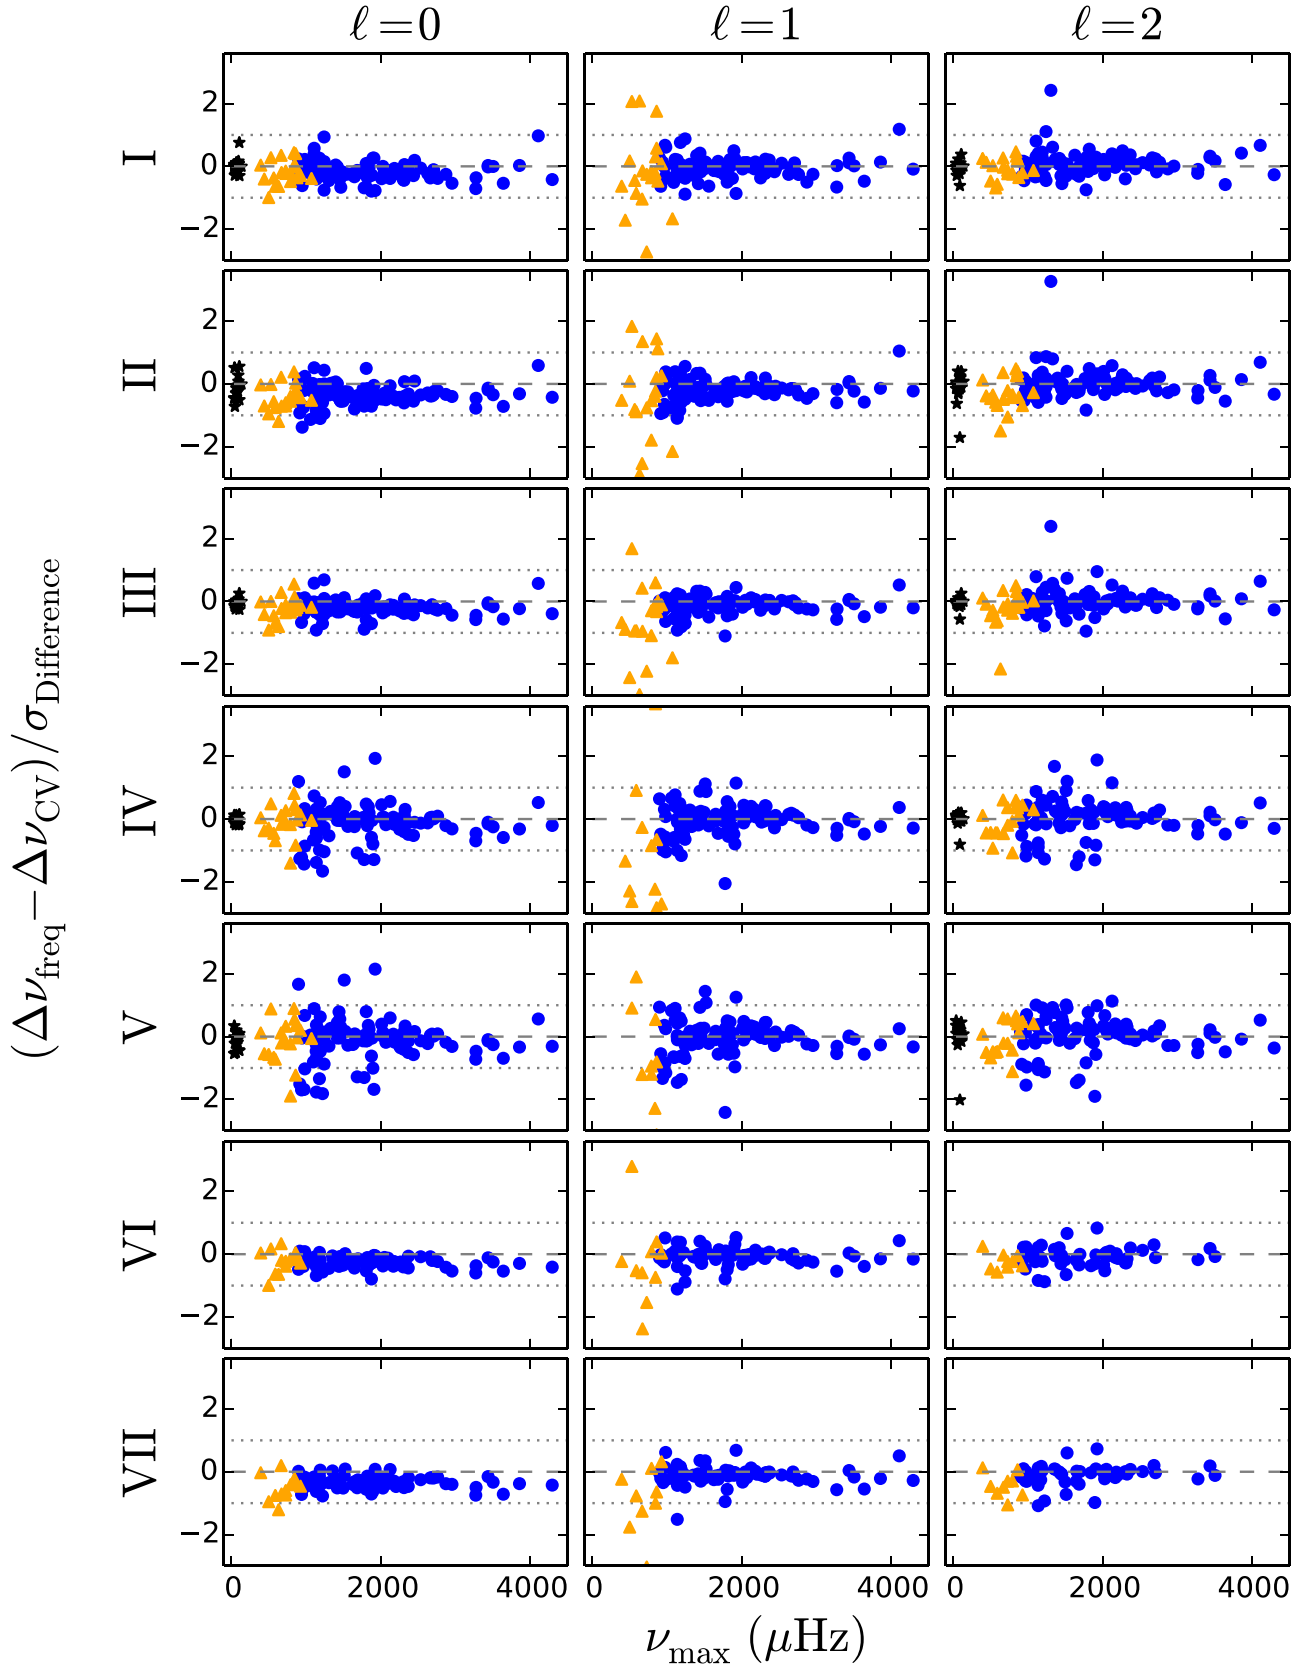 ℓ=0 ℓ=1 ℓ=2
I
2
0
−2
II
2
0
−2
III
2
0
−2
IV
2
0
−2
V
2
0
−2
VI
2
0
−2
VII
2
0
−2
(Δν_freq−Δν_CV)/σ_Difference
0 2000 4000 0 2000 4000 0 2000 4000
ν_max (μHz)